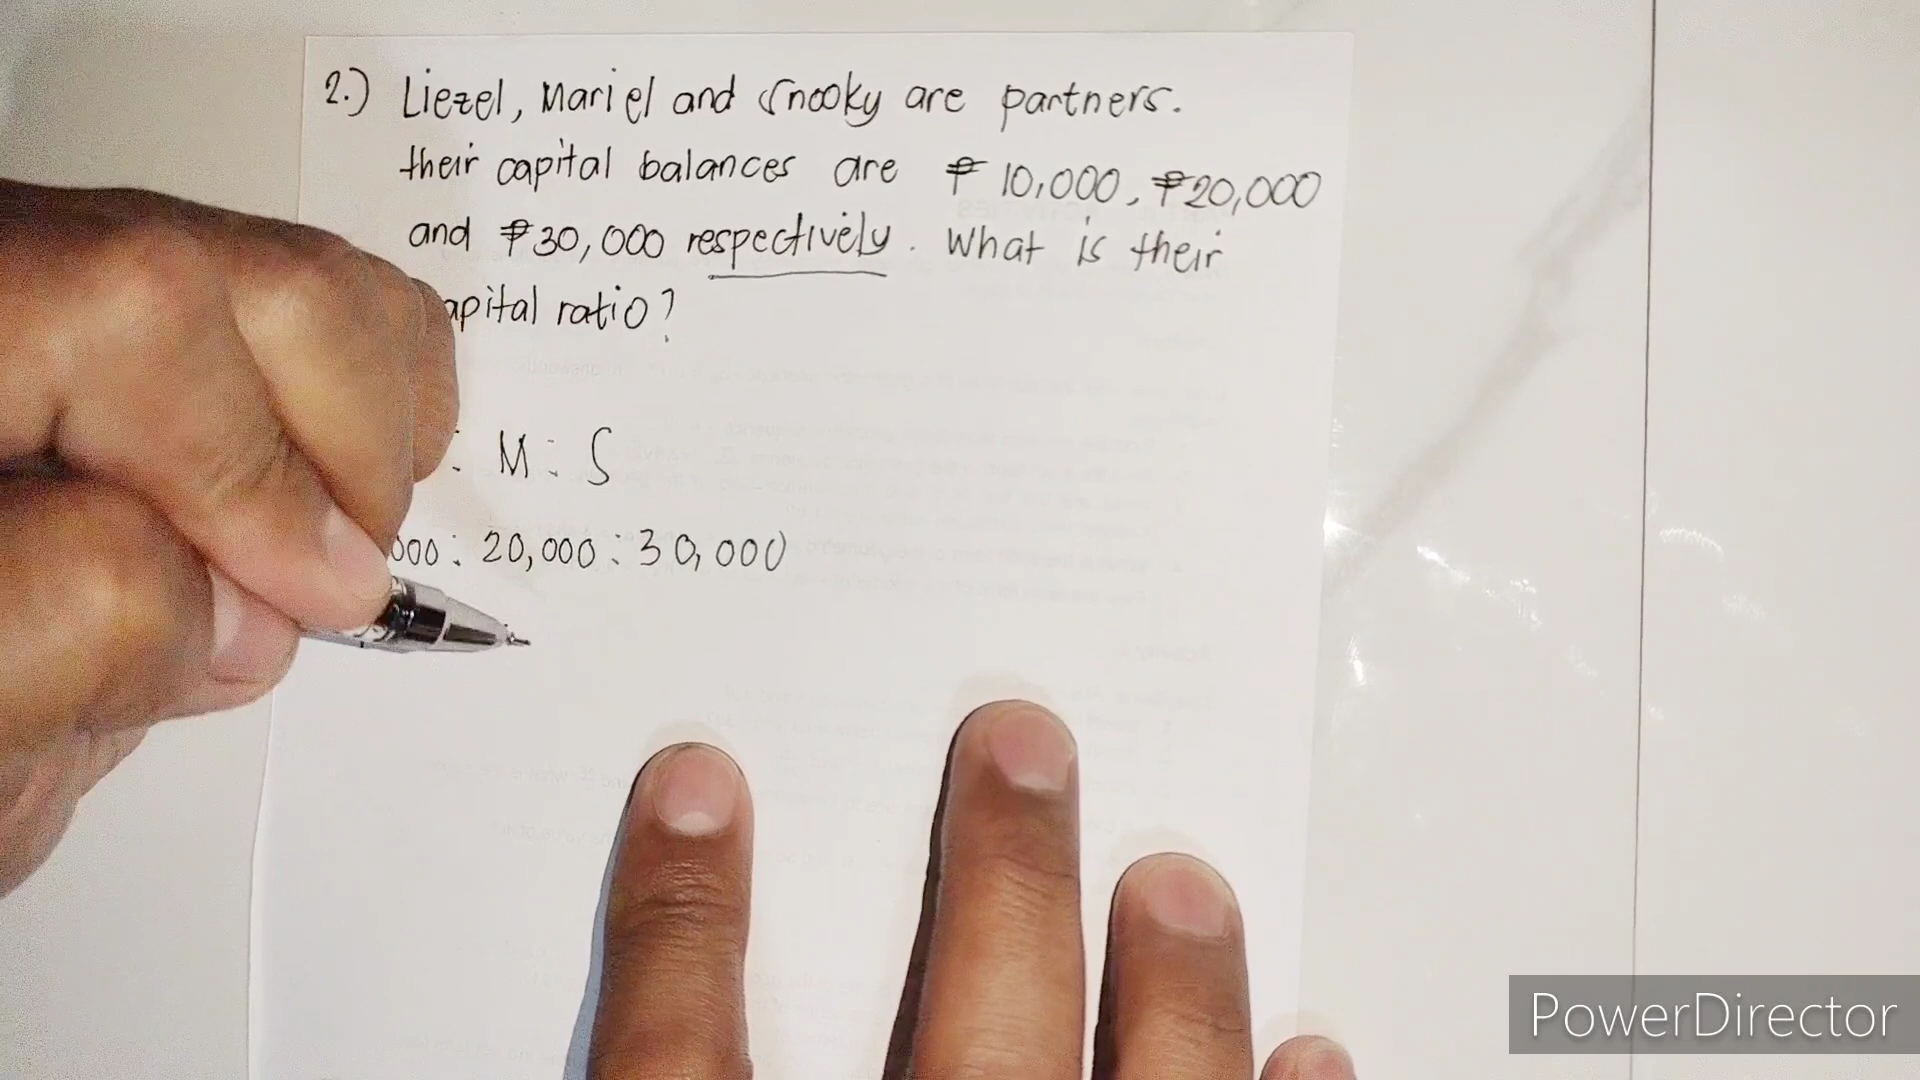 2.) Liezel, Mariel and Snooky are partners.
their capital balances are ₱ 10,000, ₱20,000
and ₱30,000 respectively. What is their
apital ratio?
: M : S
000 : 20,000 : 30,000
PowerDirector